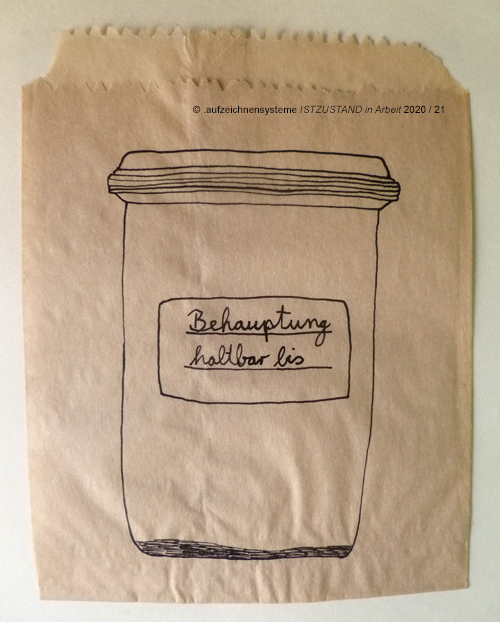 © .aufzeichnensysteme ISTZUSTAND in Arbeit 2020 / 21
Behauptung
haltbar bis